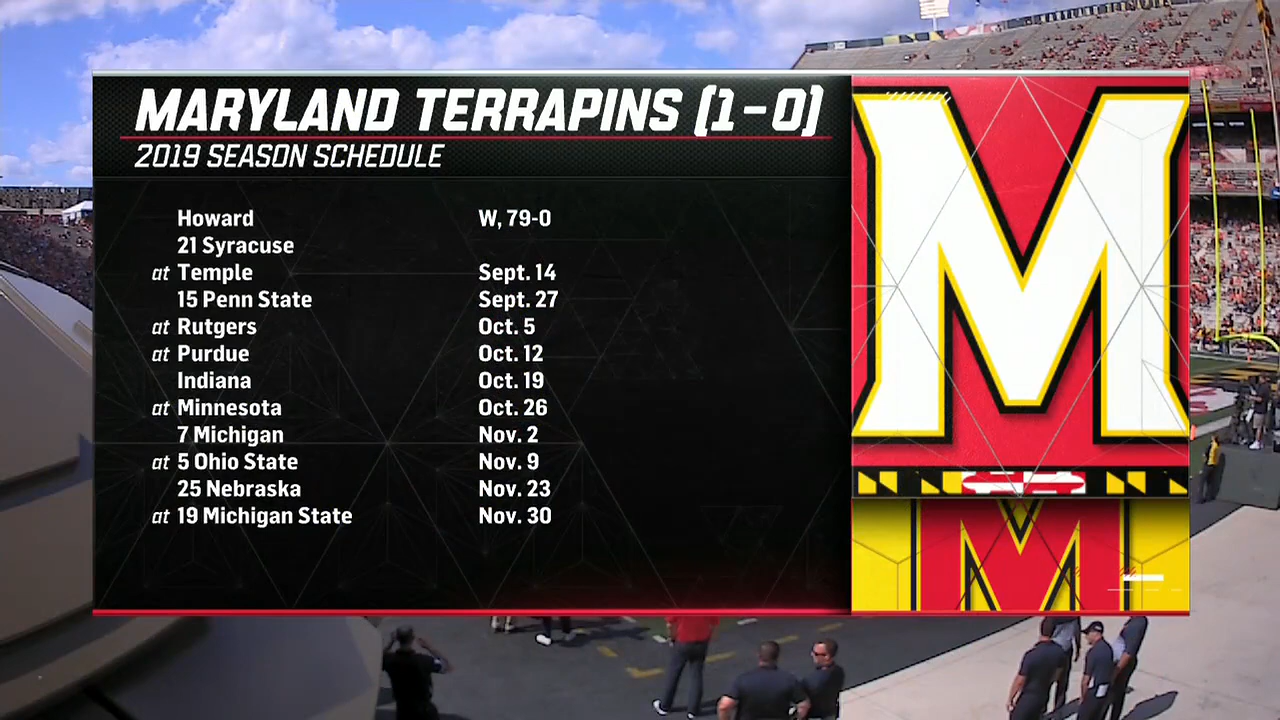 MARYLAND TERRAPINS (1-0)
2019 SEASON SCHEDULE
Howard W, 79-0
21 Syracuse
at Temple Sept. 14
15 Penn State Sept. 27
at Rutgers Oct. 5
at Purdue Oct. 12
Indiana Oct. 19
at Minnesota Oct. 26
7 Michigan Nov. 2
at 5 Ohio State Nov. 9
25 Nebraska Nov. 23
at 19 Michigan State Nov. 30
M
M